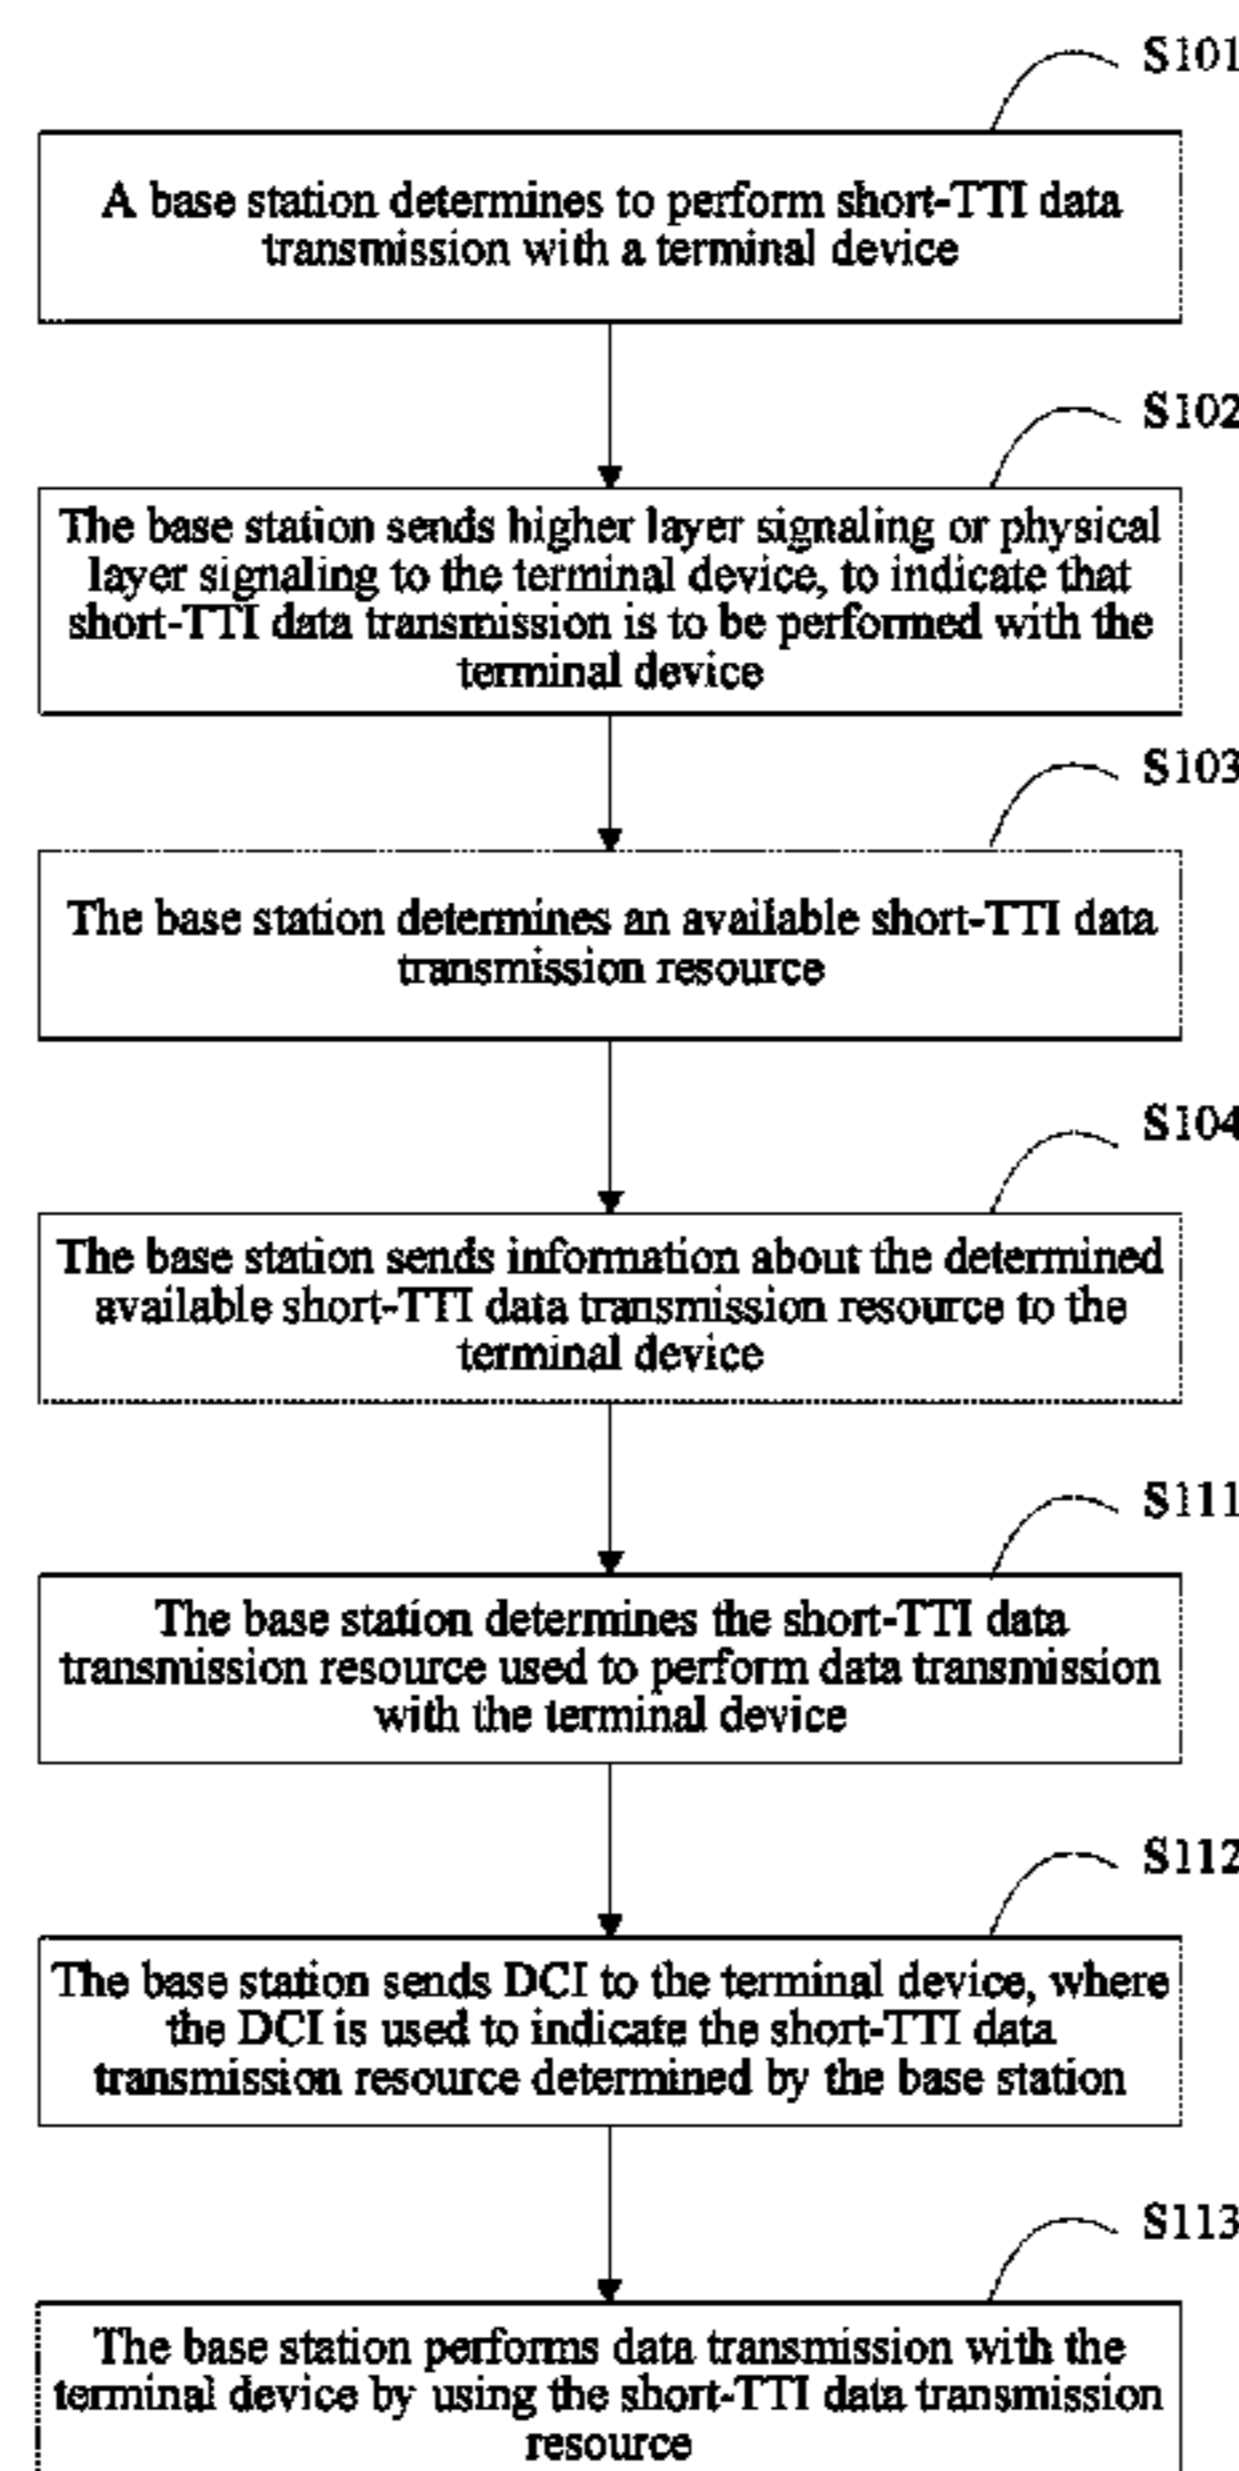 S101
A base station determines to perform short-TTI data
transmission with a terminal device
S102
The base station sends higher layer signaling or physical
layer signaling to the terminal device, to indicate that
short-TTI data transmission is to be performed with the
terminal device
S103
The base station determines an available short-TTI data
transmission resource
S104
The base station sends information about the determined
available short-TTI data transmission resource to the
terminal device
S111
The base station determines the short-TTI data
transmission resource used to perform data transmission
with the terminal device
S112
The base station sends DCI to the terminal device, where
the DCI is used to indicate the short-TTI data
transmission resource determined by the base station
S113
The base station performs data transmission with the
terminal device by using the short-TTI data transmission
resource